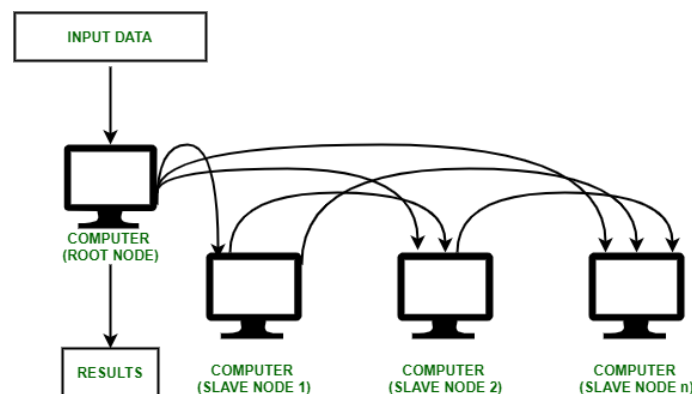 INPUT DATA
COMPUTER
(ROOT NODE)
RESULTS
COMPUTER
(SLAVE NODE 1)
COMPUTER
(SLAVE NODE 2)
COMPUTER
(SLAVE NODE n)